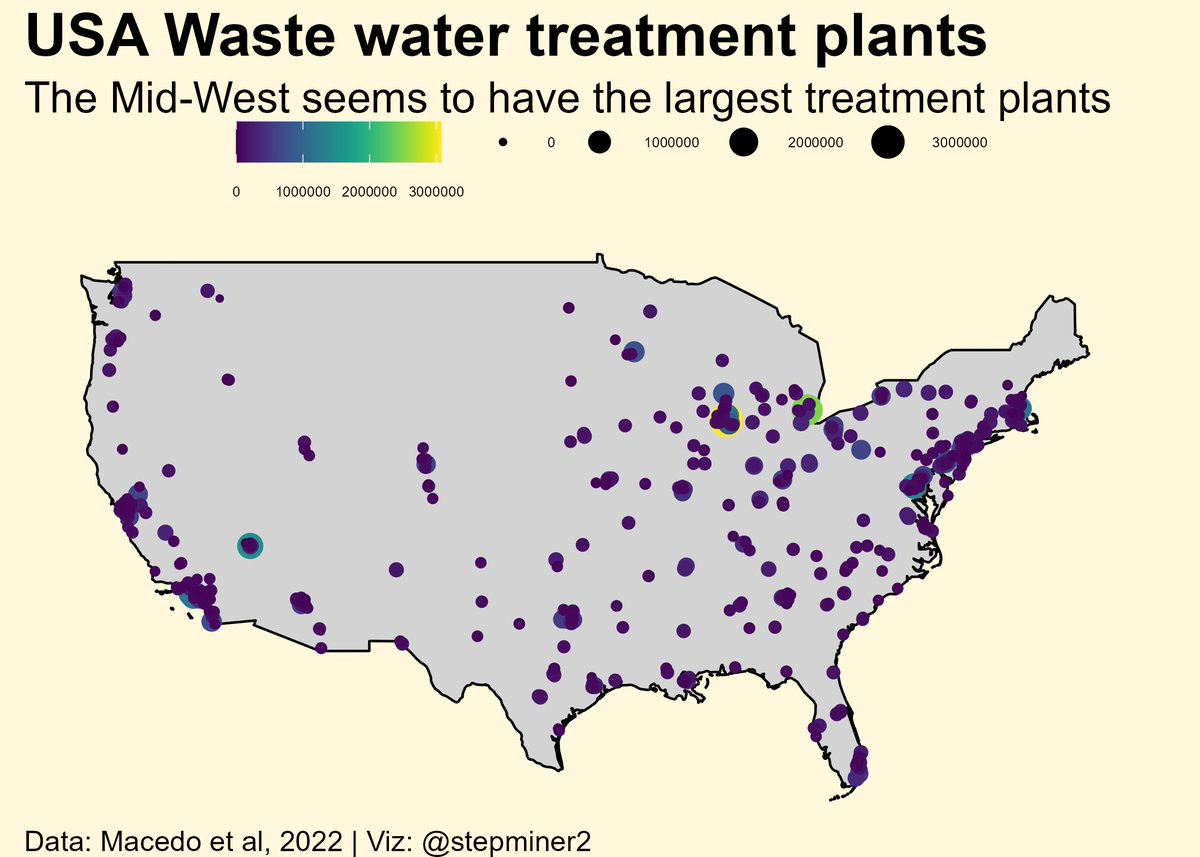 USA Waste water treatment plants
The Mid-West seems to have the largest treatment plants
0 1000000 2000000 3000000
0 1000000 2000000 3000000
Data: Macedo et al, 2022 | Viz: @stepminer2